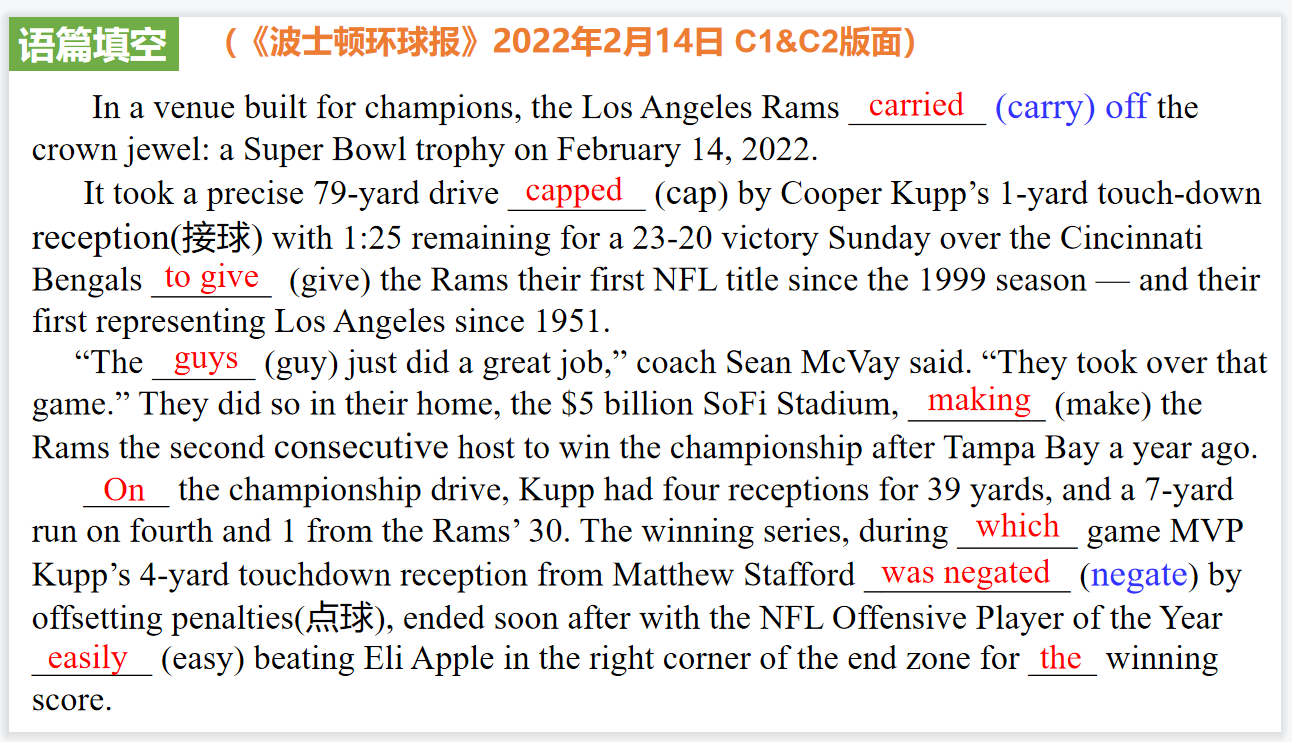 语篇填空 (《波士顿环球报》2022年2月14日 C1&C2版面)
In a venue built for champions, the Los Angeles Rams carried (carry) off the
crown jewel: a Super Bowl trophy on February 14, 2022.
It took a precise 79-yard drive capped (cap) by Cooper Kupp’s 1-yard touch-down
reception(接球) with 1:25 remaining for a 23-20 victory Sunday over the Cincinnati
Bengals to give (give) the Rams their first NFL title since the 1999 season — and their
first representing Los Angeles since 1951.
“The guys (guy) just did a great job,” coach Sean McVay said. “They took over that
game.” They did so in their home, the $5 billion SoFi Stadium, making (make) the
Rams the second consecutive host to win the championship after Tampa Bay a year ago.
On the championship drive, Kupp had four receptions for 39 yards, and a 7-yard
run on fourth and 1 from the Rams’ 30. The winning series, during which game MVP
Kupp’s 4-yard touchdown reception from Matthew Stafford was negated (negate) by
offsetting penalties(点球), ended soon after with the NFL Offensive Player of the Year
easily (easy) beating Eli Apple in the right corner of the end zone for the winning
score.